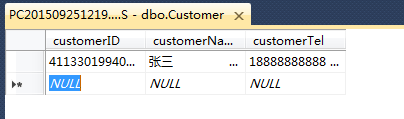 PC201509251219....S - dbo.Customer
customerID customerNa... customerTel
41133019940... 张三 ... 18888888888 ...
NULL NULL NULL